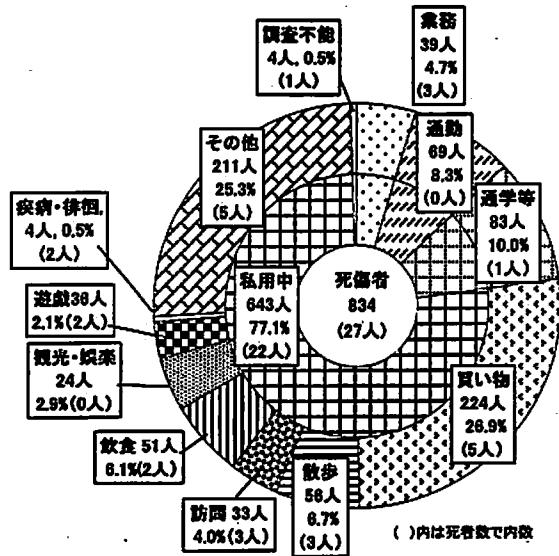 調査不能
4人, 0.5%
(1人)
業務
39人
4.7%
(3人)
通勤
69人
8.3%
(0人)
通学等
83人
10.0%
(1人)
その他
211人
25.3%
(5人)
疾病・徘徊,
4人, 0.5%
(2人)
私用中
643人
77.1%
(22人)
死傷者
834
(27人)
遊戯36人
2.1%(2人)
観光・娯楽
24人
2.9%(0人)
買い物
224人
26.9%
(5人)
飲食 51人
6.1%(2人)
訪問 33人
4.0%(3人)
散歩
56人
6.7%
(3人)
( )内は死者数で内数